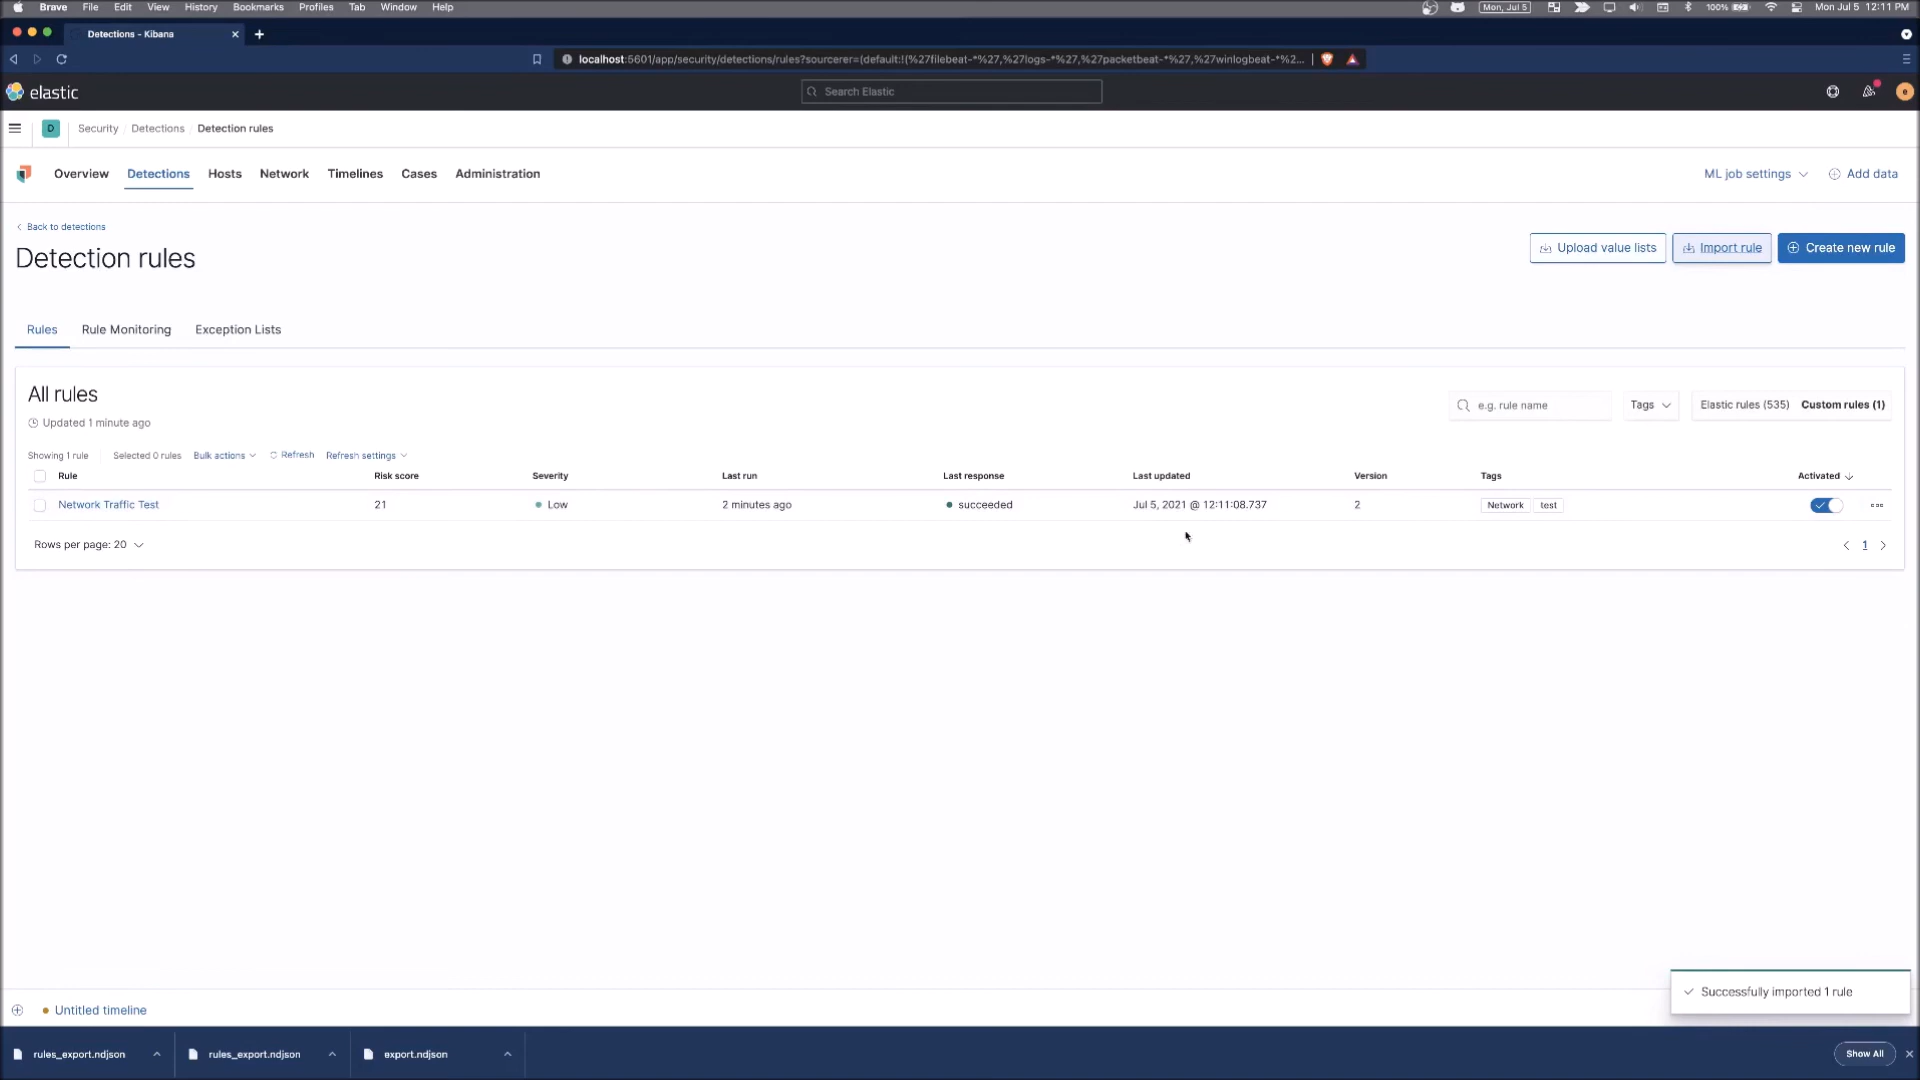 Brave File Edit View History Bookmarks Profiles Tab Window Help Mon, Jul 5 100% Mon Jul 5 12:11 PM
Detections - Kibana
localhost:5601/app/security/detections/rules?sourcerer=(default:!(%27filebeat-*%27,%27logs-*%27,%27packetbeat-*%27,%27winlogbeat-*%2...
elastic Search Elastic e
D Security Detections Detection rules
Overview Detections Hosts Network Timelines Cases Administration ML job settings Add data
Back to detections
Detection rules Upload value lists Import rule Create new rule
Rules Rule Monitoring Exception Lists
All rules e.g. rule name Tags Elastic rules (535) Custom rules (1)
Updated 1 minute ago
Showing 1 rule Selected 0 rules Bulk actions Refresh Refresh settings
Rule Risk score Severity Last run Last response Last updated Version Tags Activated
Network Traffic Test 21 Low 2 minutes ago succeeded Jul 5, 2021 @ 12:11:08.737 2 Network test
Rows per page: 20 1
Successfully imported 1 rule
Untitled timeline
rules_export.ndjson rules_export.ndjson export.ndjson Show All